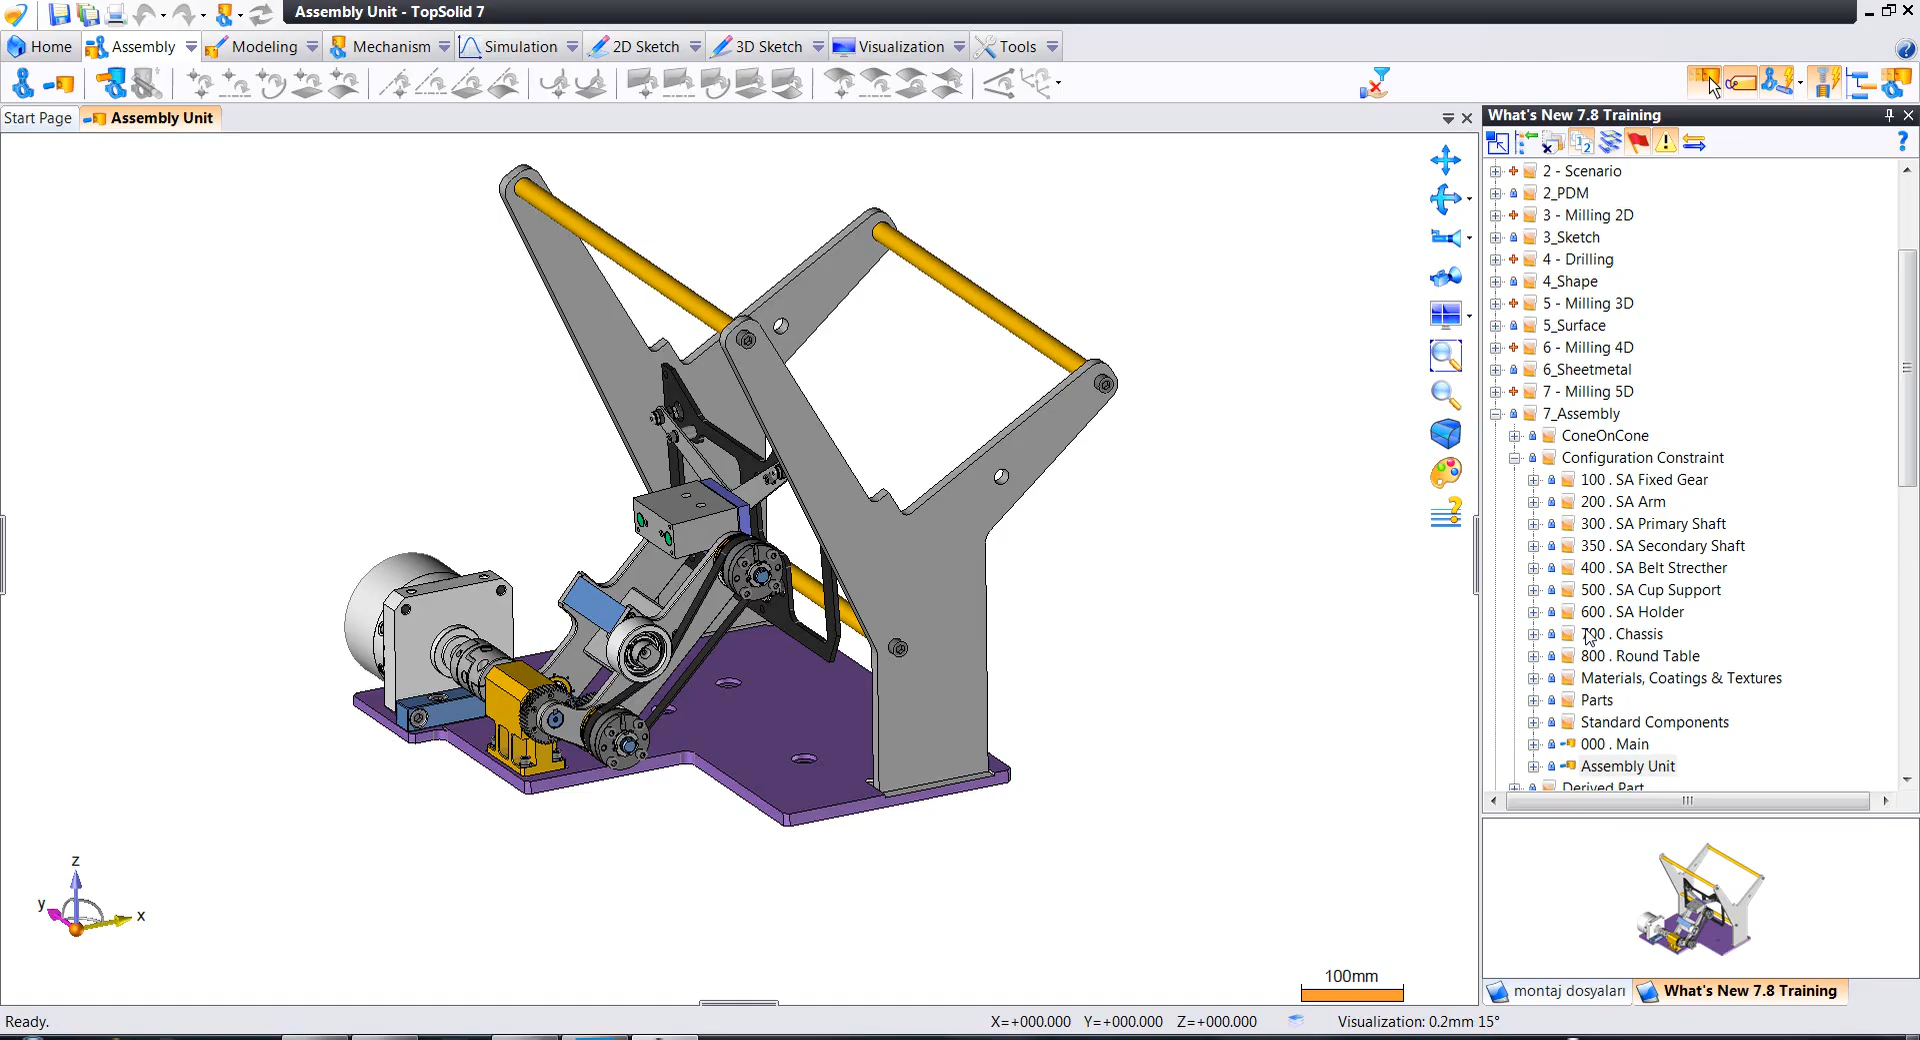 Assembly Unit - TopSolid 7
Home Assembly Modeling Mechanism Simulation 2D Sketch 3D Sketch Visualization Tools
Start Page Assembly Unit
What's New 7.8 Training
2 - Scenario
2_PDM
3 - Milling 2D
3_Sketch
4 - Drilling
4_Shape
5 - Milling 3D
5_Surface
6 - Milling 4D
6_Sheetmetal
7 - Milling 5D
7_Assembly
ConeOnCone
Configuration Constraint
100 . SA Fixed Gear
200 . SA Arm
300 . SA Primary Shaft
350 . SA Secondary Shaft
400 . SA Belt Strecther
500 . SA Cup Support
600 . SA Holder
700 . Chassis
800 . Round Table
Materials, Coatings & Textures
Parts
Standard Components
000 . Main
Assembly Unit
Derived Part
z
y
x
100mm
montaj dosyaları What's New 7.8 Training
Ready.
X=+000.000 Y=+000.000 Z=+000.000 Visualization: 0.2mm 15°